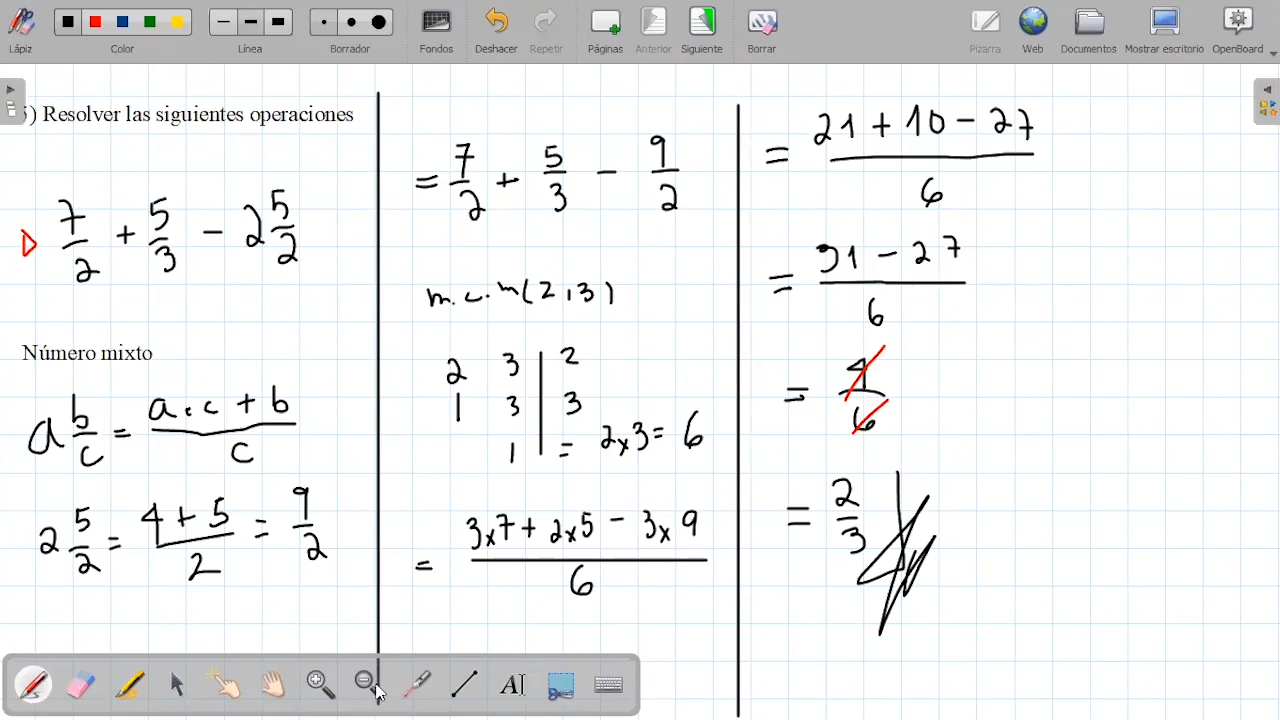 Lápiz Color Línea Borrador Fondos Deshacer Repetir Páginas Anterior Siguiente Borrar Pizarra Web Documentos Mostrar escritorio OpenBoard
5) Resolver las siguientes operaciones
7/2 + 5/3 - 2 5/2
Número mixto
a b/c = (a.c + b)/c
2 5/2 = (4 + 5)/2 = 9/2
= 7/2 + 5/3 - 9/2
m.c.m(2,3)
2 3 | 2
1 3 | 3
1 | = 2x3 = 6
= (3x7 + 2x5 - 3x9)/6
= (21 + 10 - 27)/6
= (31 - 27)/6
= 4/6
= 2/3
AI